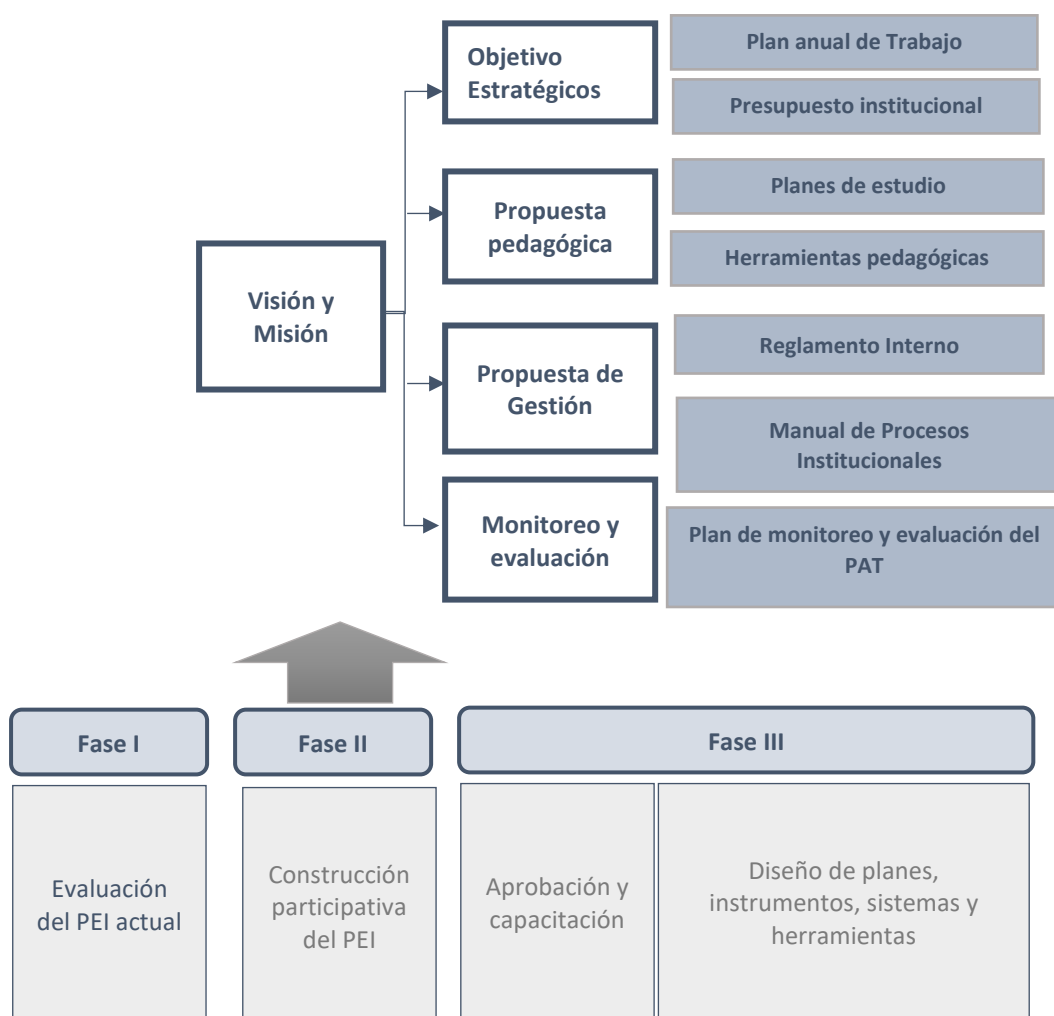 Objetivo
Estratégicos
Plan anual de Trabajo
Presupuesto institucional
Propuesta
pedagógica
Planes de estudio
Herramientas pedagógicas
Visión y
Misión
Propuesta de
Gestión
Reglamento Interno
Manual de Procesos
Institucionales
Monitoreo y
evaluación
Plan de monitoreo y evaluación del
PAT
Fase I
Fase II
Fase III
Evaluación
del PEI actual
Construcción
participativa
del PEI
Aprobación y
capacitación
Diseño de planes,
instrumentos, sistemas y
herramientas